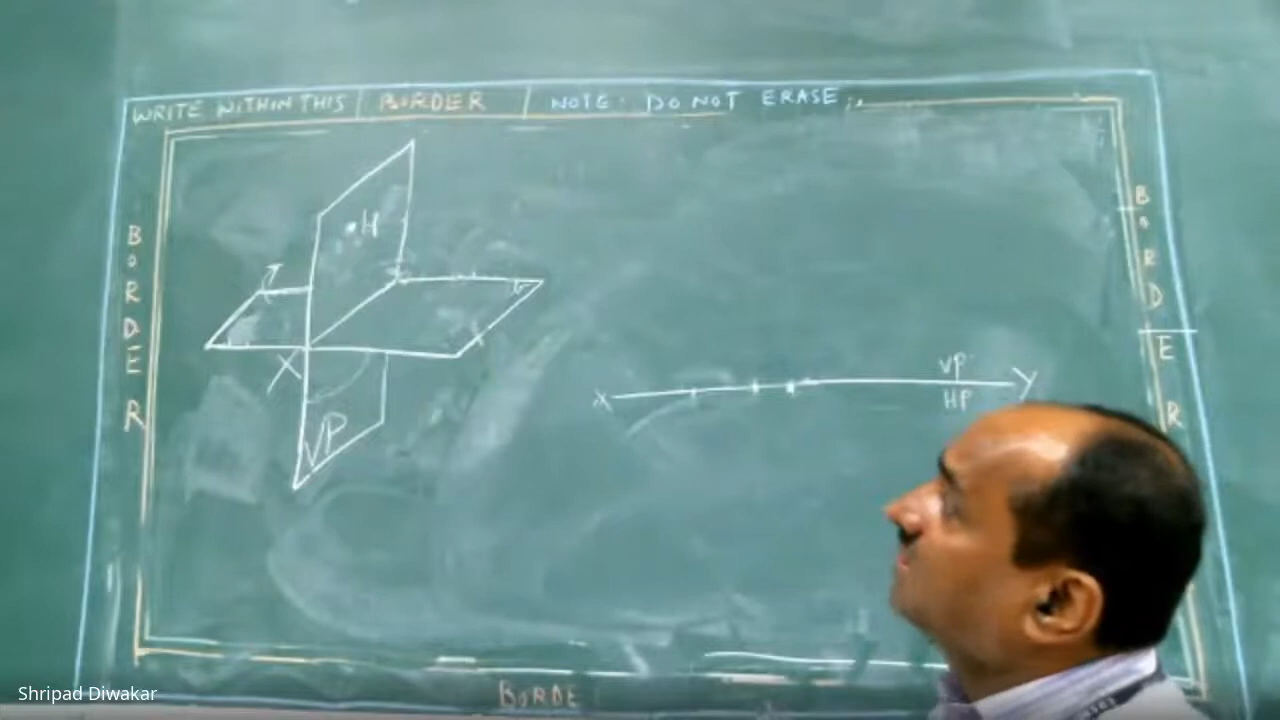 WRITE WITHIN THIS BORDER NOTE: DO NOT ERASE
BORDER
BORDER
H
X
VP
X
VP
HP
Y
BORDE
Shripad Diwakar